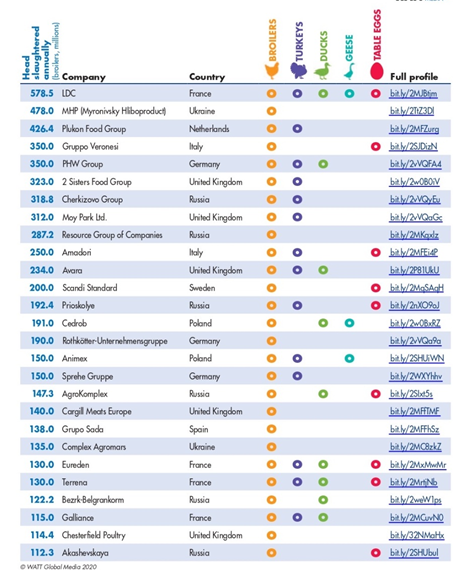 BROILERS
TURKEYS
DUCKS
GEESE
TABLE EGGS
Head slaughtered annually (broilers, millions) Company Country Full profile
578.5 LDC France bit.ly/2MJBtjm
478.0 MHP (Myronivsky Hliboproduct) Ukraine bit.ly/2TtZ3Dl
426.4 Plukon Food Group Netherlands bit.ly/2MFZurg
350.0 Gruppo Veronesi Italy bit.ly/2SJDizN
350.0 PHW Group Germany bit.ly/2vVQFA4
323.0 2 Sisters Food Group United Kingdom bit.ly/2w0B0iV
318.8 Cherkizovo Group Russia bit.ly/2vVQyEu
312.0 Moy Park Ltd. United Kingdom bit.ly/2vVQaGc
287.2 Resource Group of Companies Russia bit.ly/2MKqxIz
250.0 Amadori Italy bit.ly/2MFEi4P
234.0 Avara United Kingdom bit.ly/2P81UkU
200.0 Scandi Standard Sweden bit.ly/2MqSAqH
192.4 Prioskolye Russia bit.ly/2nXO9oJ
191.0 Cedrob Poland bit.ly/2w0BxRZ
190.0 Rothkötter-Unternehmensgruppe Germany bit.ly/2VQa9a
150.0 Animex Poland bit.ly/2SHUiWN
150.0 Sprehe Gruppe Germany bit.ly/2WXYhhv
147.3 AgroKomplex Russia bit.ly/2SIxt5s
140.0 Cargill Meats Europe United Kingdom bit.ly/2MFfTMF
138.0 Grupo Sada Spain bit.ly/2MFFhSz
135.0 Complex Agromars Ukraine bit.ly/2MC8zkZ
130.0 Eureden France bit.ly/2MxMwMr
130.0 Terrena France bit.ly/2MrtjNb
122.2 Bezrk-Belgrankorm Russia bit.ly/2weW1ps
115.0 Galliance France bit.ly/2MCuvN0
114.4 Chesterfield Poultry United Kingdom bit.ly/32NMaHx
112.3 Akashevskaya Russia bit.ly/2SHUbul
© WATT Global Media 2020